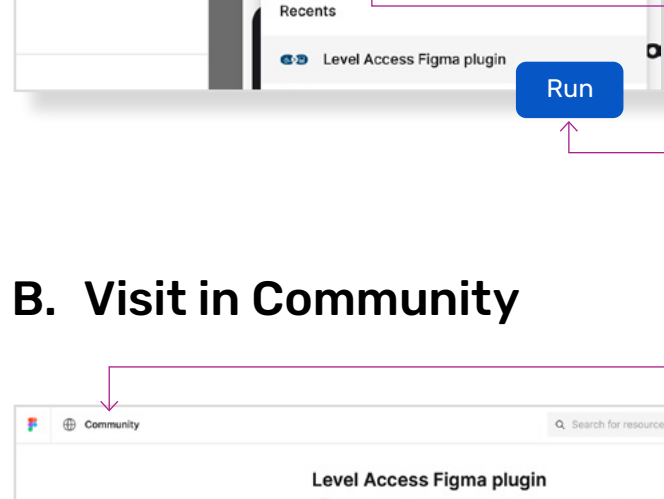 Recents
Level Access Figma plugin
Run
B. Visit in Community
Community
Search for resource
Level Access Figma plugin